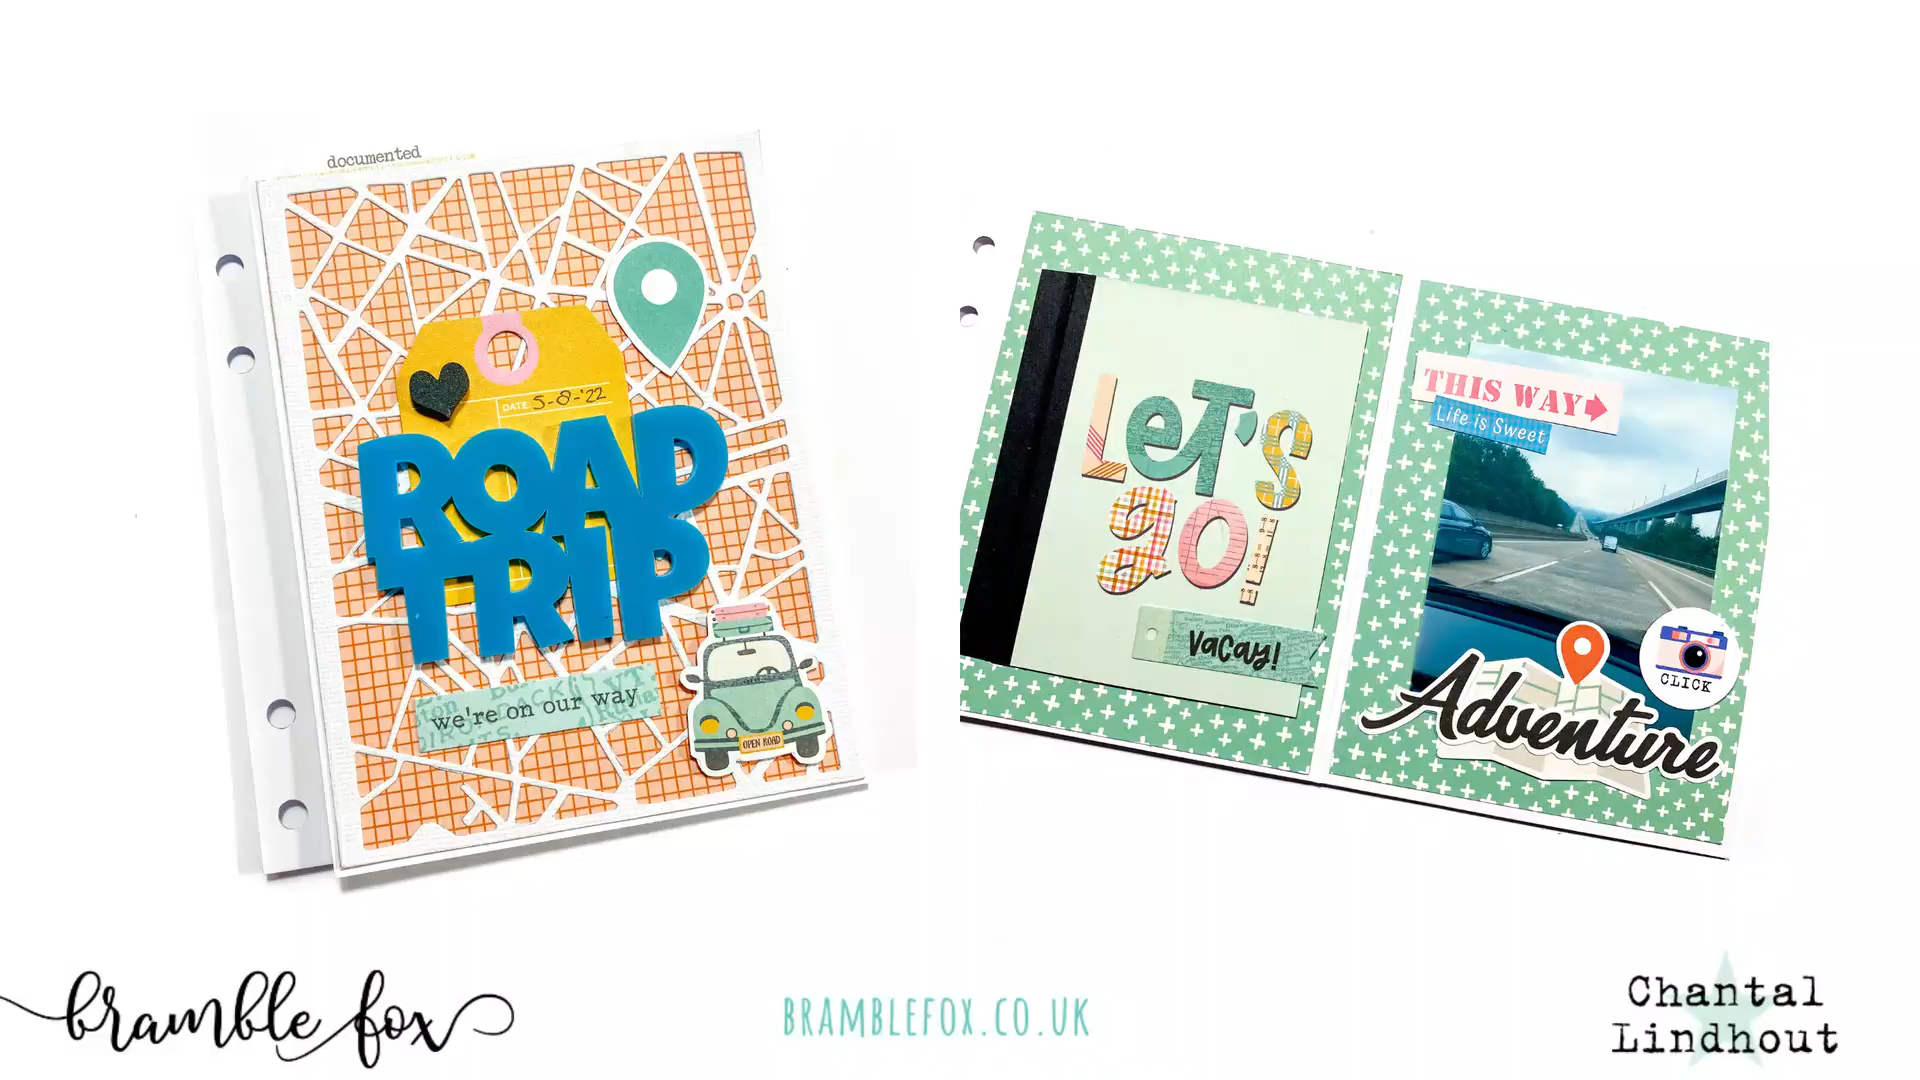 documented
DATE: 5-8-'22
ROAD
TRIP
we're on our way
OPEN ROAD
Let's
go!
vacay!
THIS WAY
Life is Sweet
CLICK
Adventure
bramble fox
BRAMBLEFOX.CO.UK
Chantal
Lindhout